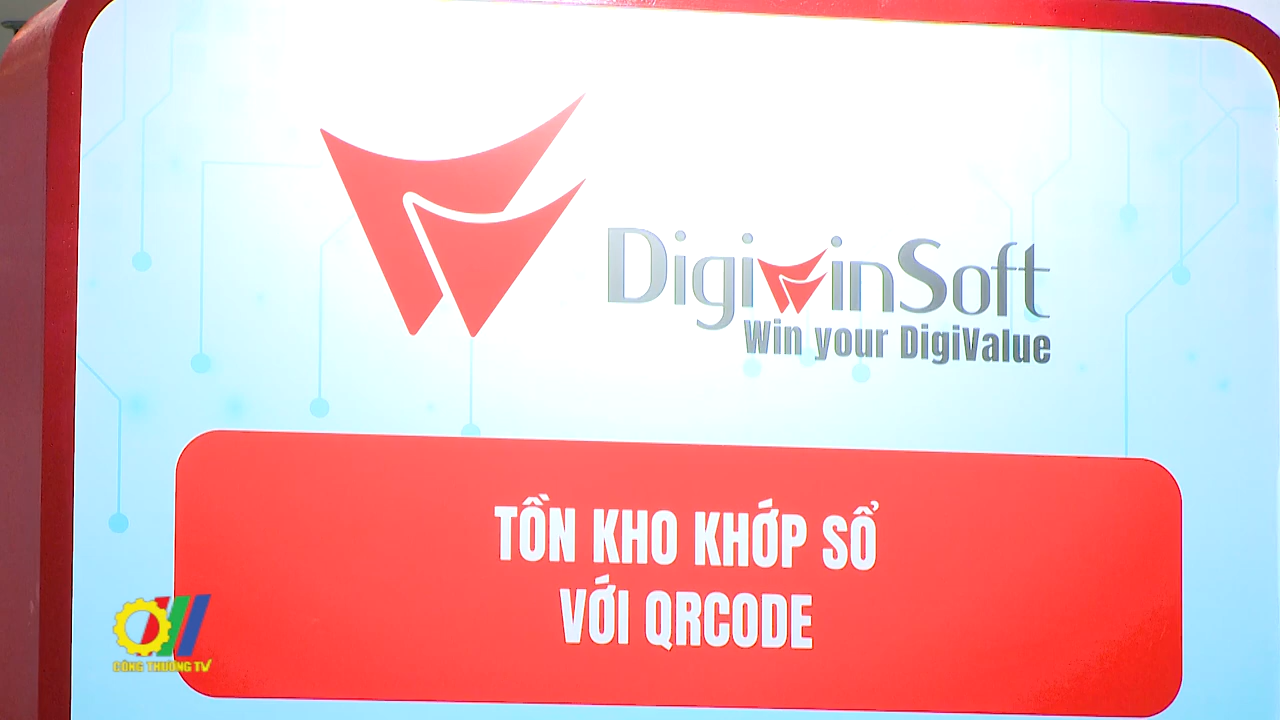 DigiwinSoft
Win your DigiValue
TỒN KHO KHỚP SỔ
VỚI QRCODE
CÔNG THƯƠNG TV